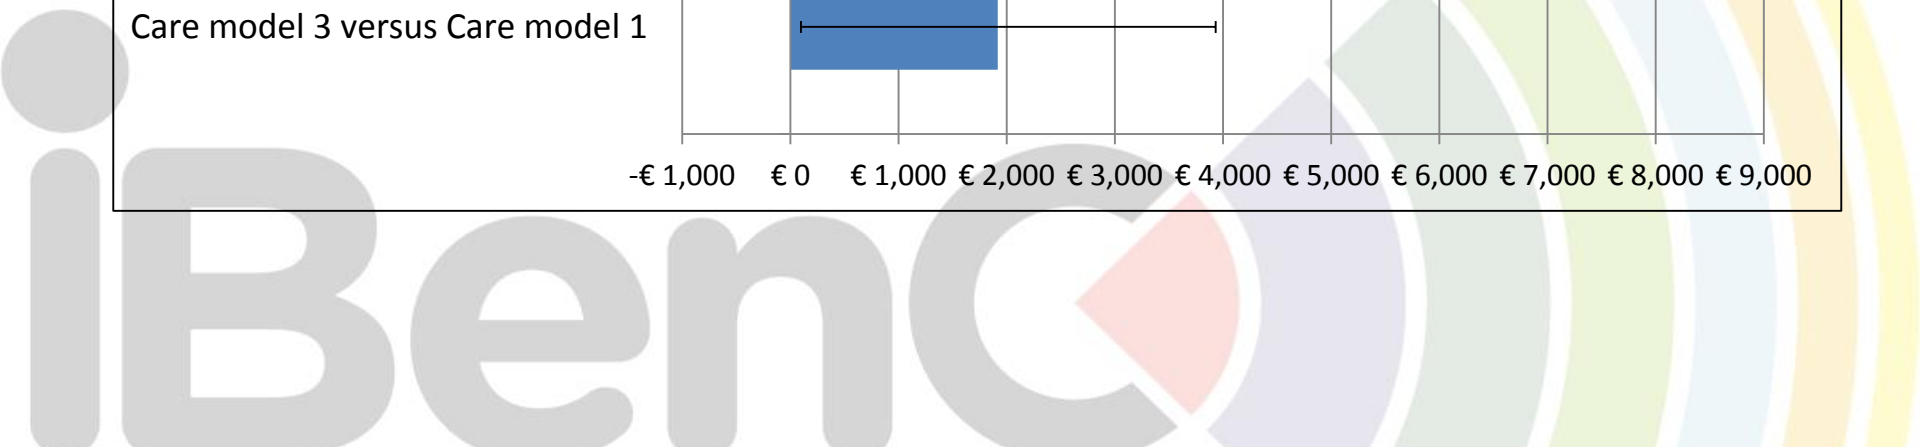 Care model 3 versus Care model 1
-€ 1,000 € 0 € 1,000 € 2,000 € 3,000 € 4,000 € 5,000 € 6,000 € 7,000 € 8,000 € 9,000
iBenC